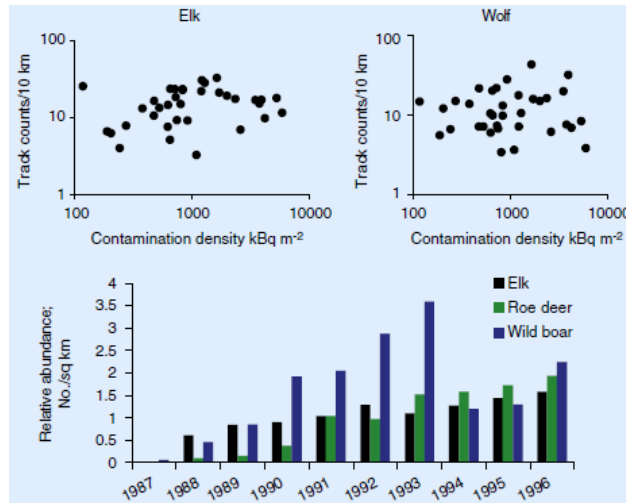 Elk
Wolf
Track counts/10 km
100
10
1
100
1000
10000
Contamination density kBq m-2
Track counts/10 km
100
10
1
100
1000
10000
Contamination density kBq m-2
Relative abundance;
No./sq km
4
3.5
3
2.5
2
1.5
1
0.5
0
Elk
Roe deer
Wild boar
1987
1988
1989
1990
1991
1992
1993
1994
1995
1996